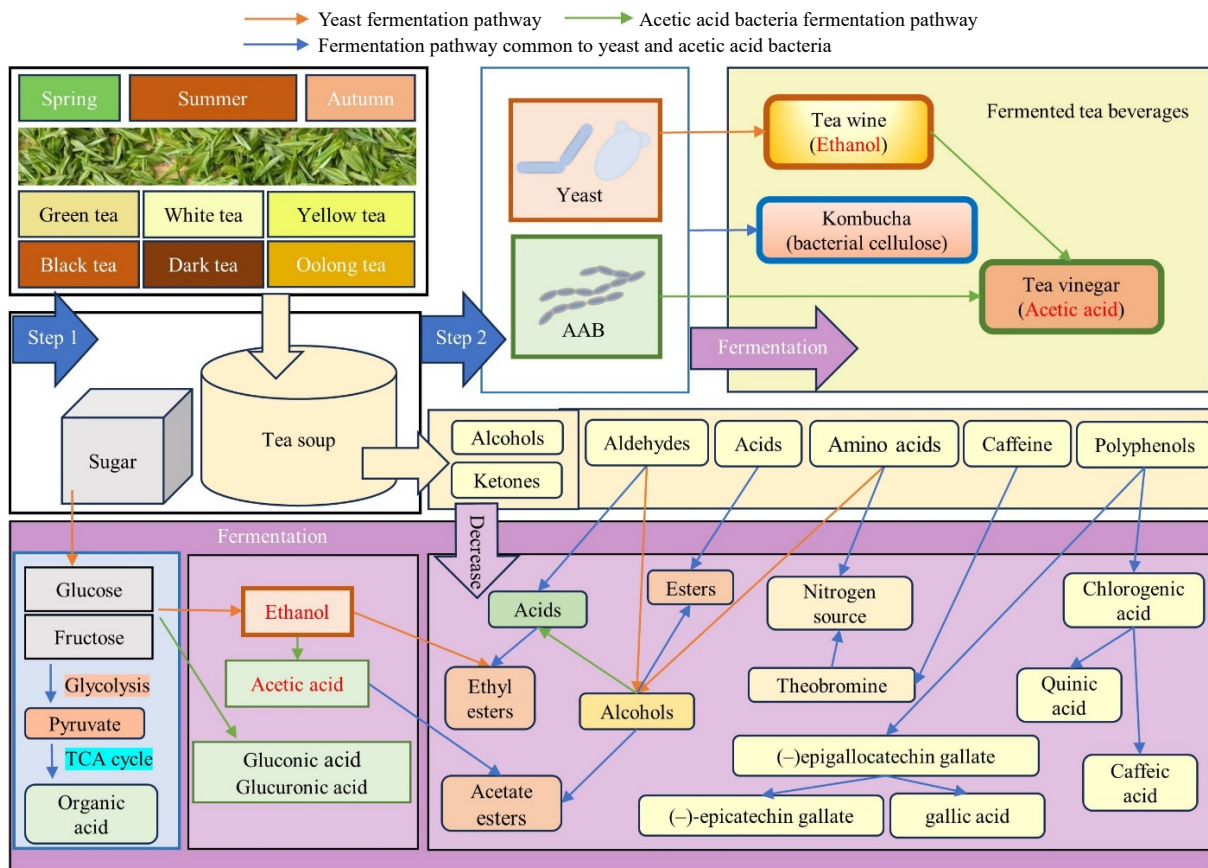 Yeast fermentation pathway
Acetic acid bacteria fermentation pathway
Fermentation pathway common to yeast and acetic acid bacteria
Spring
Summer
Autumn
Green tea
White tea
Yellow tea
Black tea
Dark tea
Oolong tea
Step 1
Sugar
Tea soup
Step 2
Yeast
AAB
Fermentation
Fermented tea beverages
Tea wine
(Ethanol)
Kombucha
(bacterial cellulose)
Tea vinegar
(Acetic acid)
Alcohols
Ketones
Aldehydes
Acids
Amino acids
Caffeine
Polyphenols
Decrease
Fermentation
Glucose
Fructose
Glycolysis
Pyruvate
TCA cycle
Organic
acid
Ethanol
Acetic acid
Gluconic acid
Glucuronic acid
Acids
Esters
Nitrogen
source
Chlorogenic
acid
Ethyl
esters
Alcohols
Theobromine
Quinic
acid
(−)epigallocatechin gallate
Caffeic
acid
Acetate
esters
(−)-epicatechin gallate
gallic acid